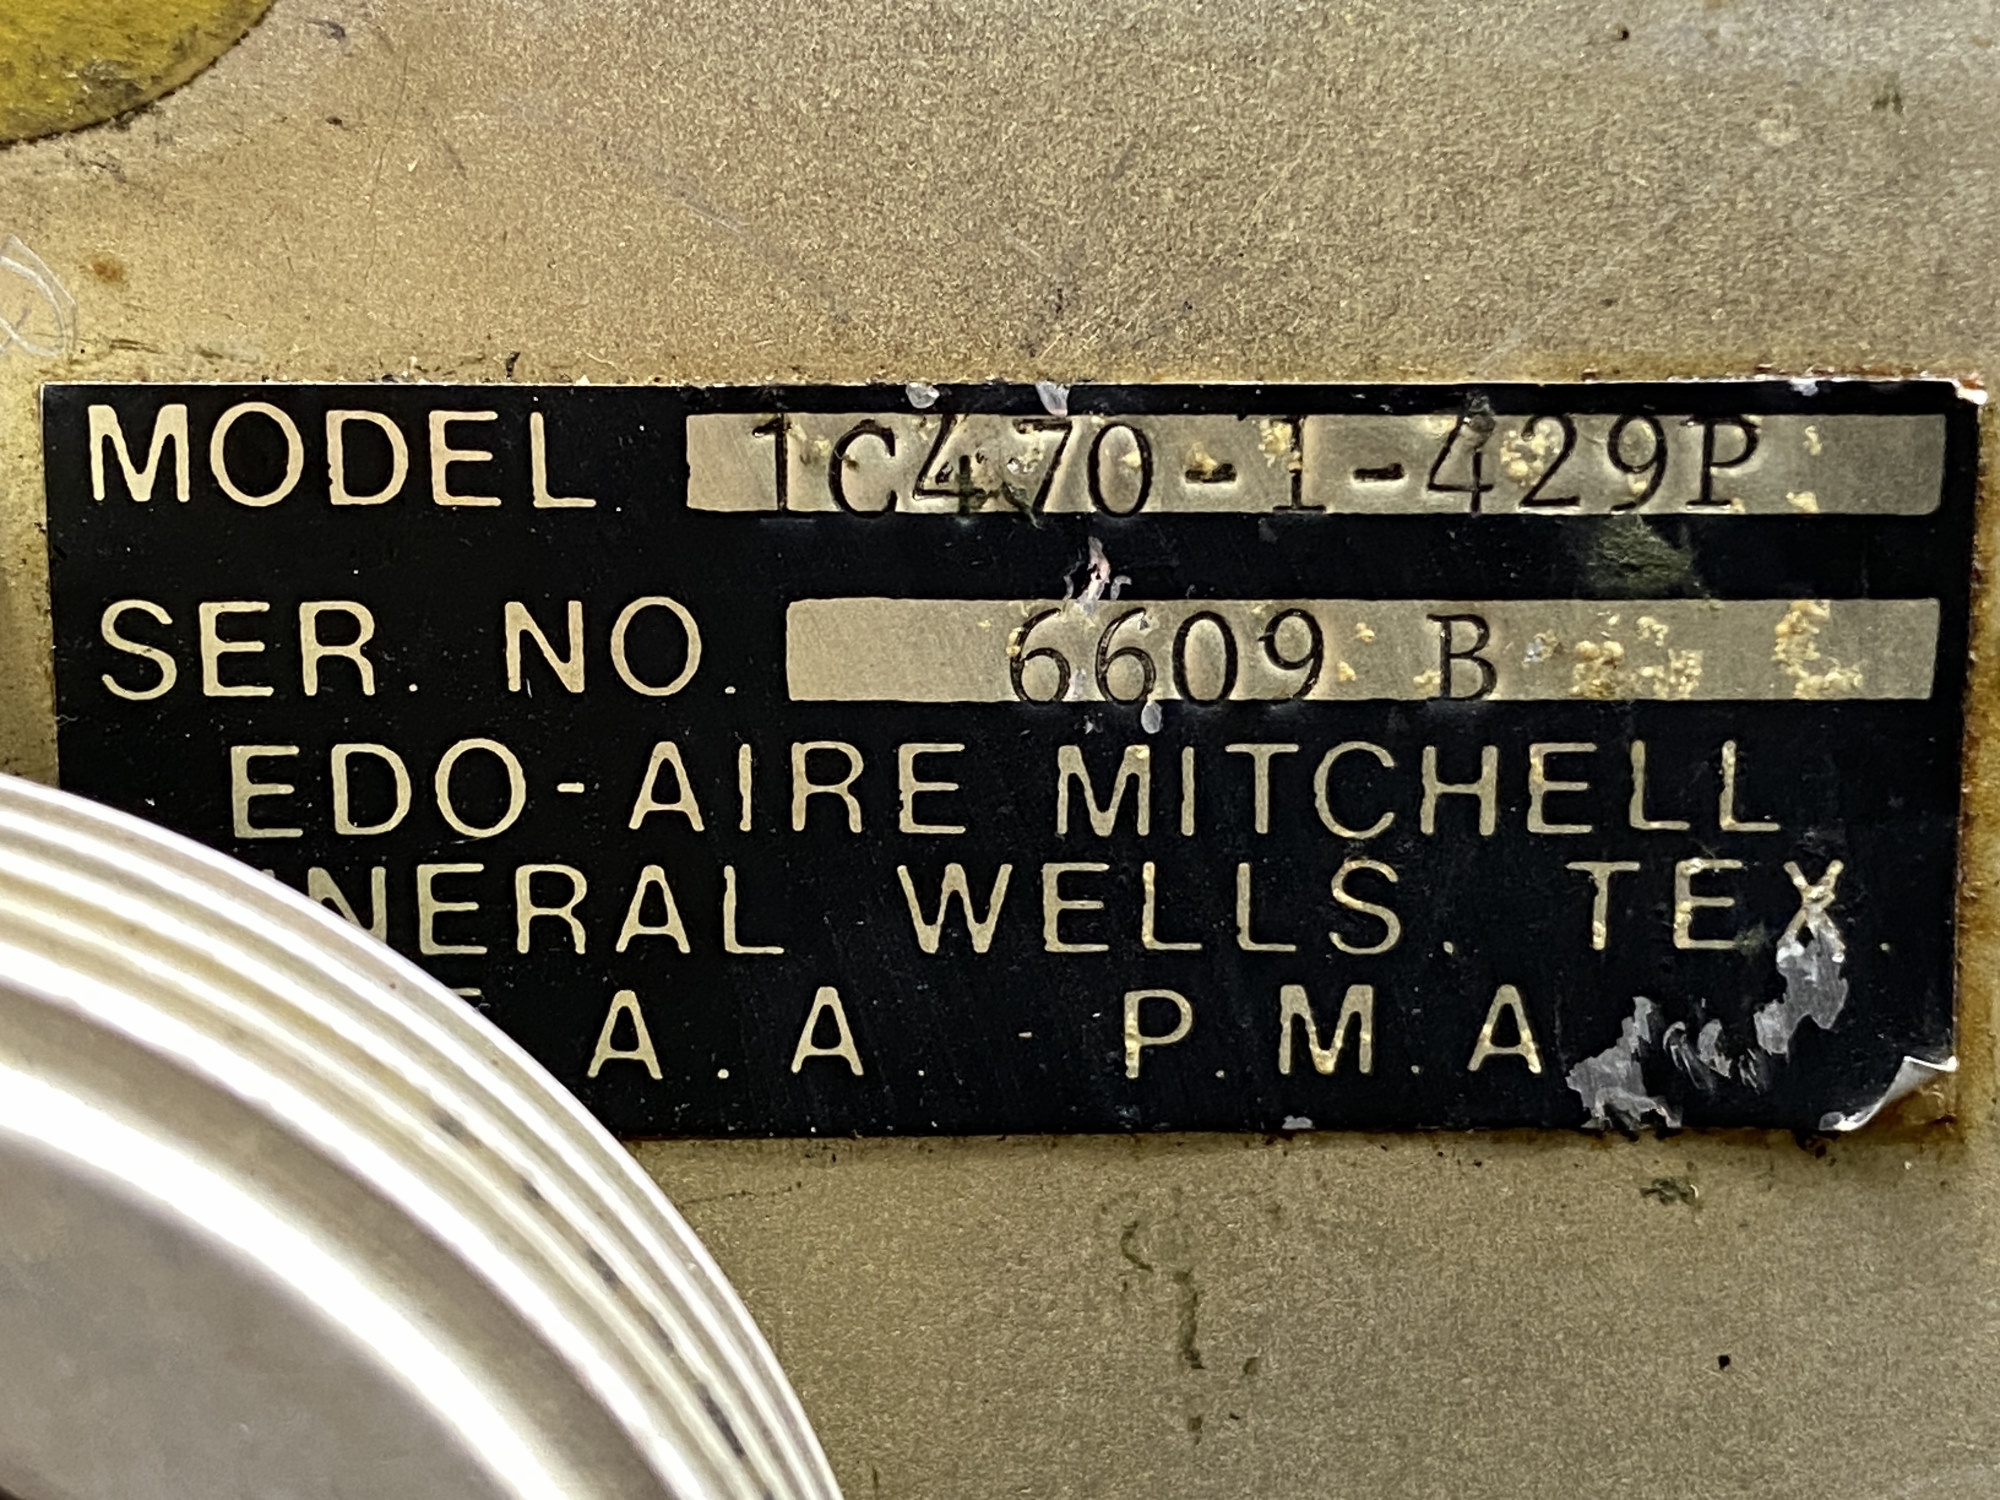 MODEL 1C470-1-429P
SER. NO. 6609 B
EDO-AIRE MITCHELL
NERAL WELLS. TEX.
A.A. - P.M.A